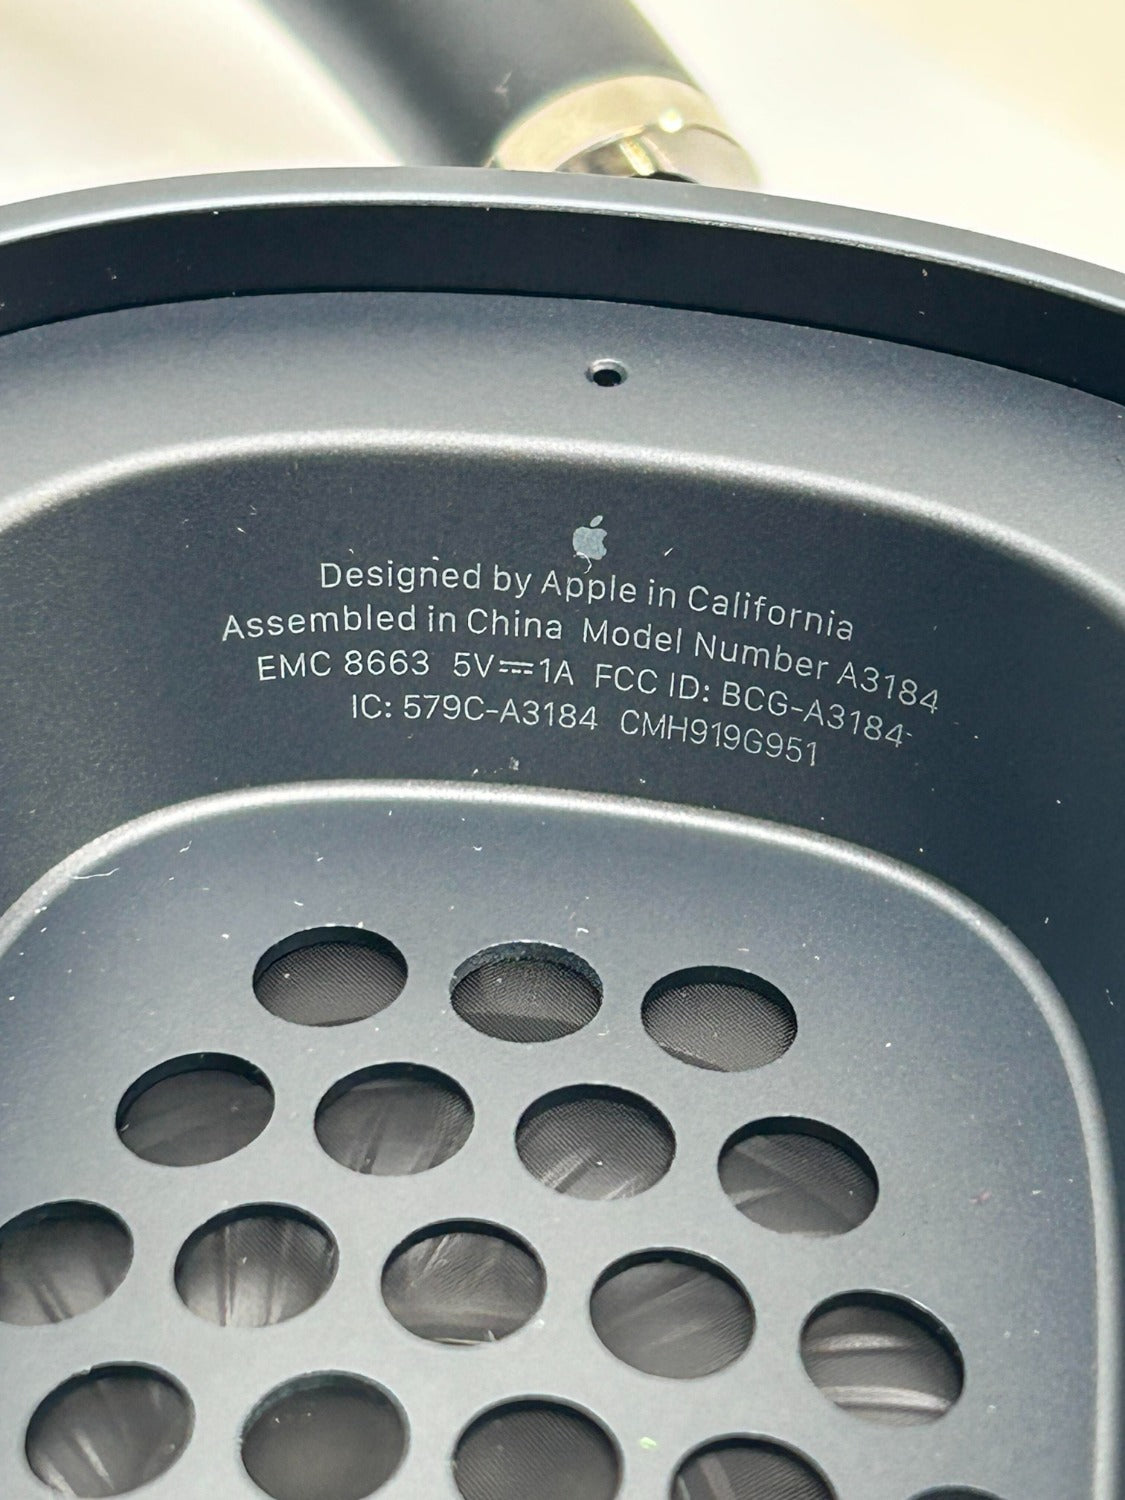 Designed by Apple in California
Assembled in China Model Number A3184
EMC 8663 5V⎓1A FCC ID: BCG-A3184
IC: 579C-A3184 CMH919G951